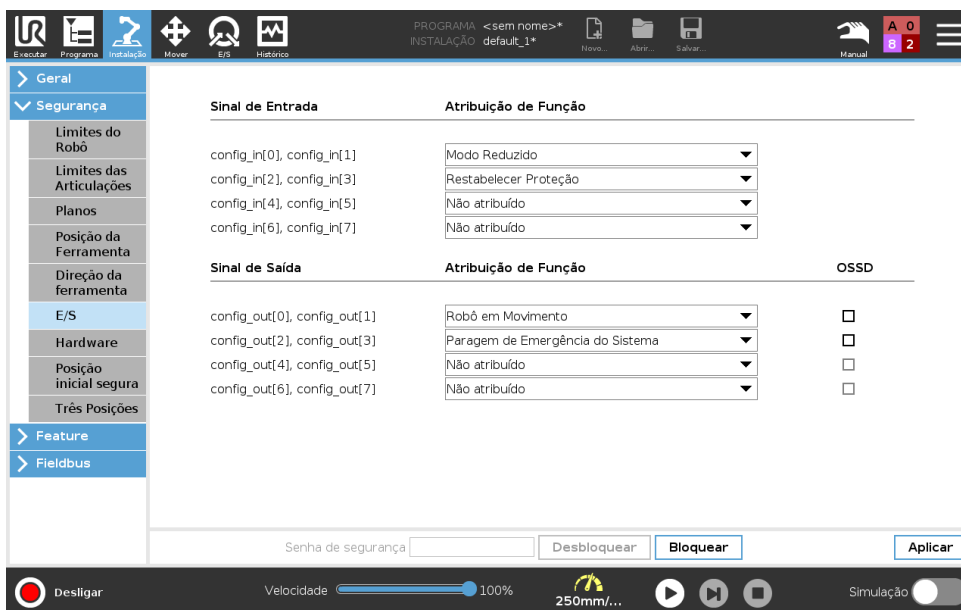 UR
PROGRAMA <sem nome>*
INSTALAÇÃO default_1*
Executar Programa Instalação Mover E/S Histórico Novo... Abrir... Salvar... Manual
A 0
B 2
Geral
Segurança
Limites do
Robô
Limites das
Articulações
Planos
Posição da
Ferramenta
Direção da
ferramenta
E/S
Hardware
Posição
inicial segura
Três Posições
Feature
Fieldbus
Sinal de Entrada Atribuição de Função
config_in[0], config_in[1] Modo Reduzido
config_in[2], config_in[3] Restabelecer Proteção
config_in[4], config_in[5] Não atribuído
config_in[6], config_in[7] Não atribuído
Sinal de Saída Atribuição de Função OSSD
config_out[0], config_out[1] Robô em Movimento
config_out[2], config_out[3] Paragem de Emergência do Sistema
config_out[4], config_out[5] Não atribuído
config_out[6], config_out[7] Não atribuído
Senha de segurança Desbloquear Bloquear Aplicar
Desligar Velocidade 100% 250mm/... Simulação